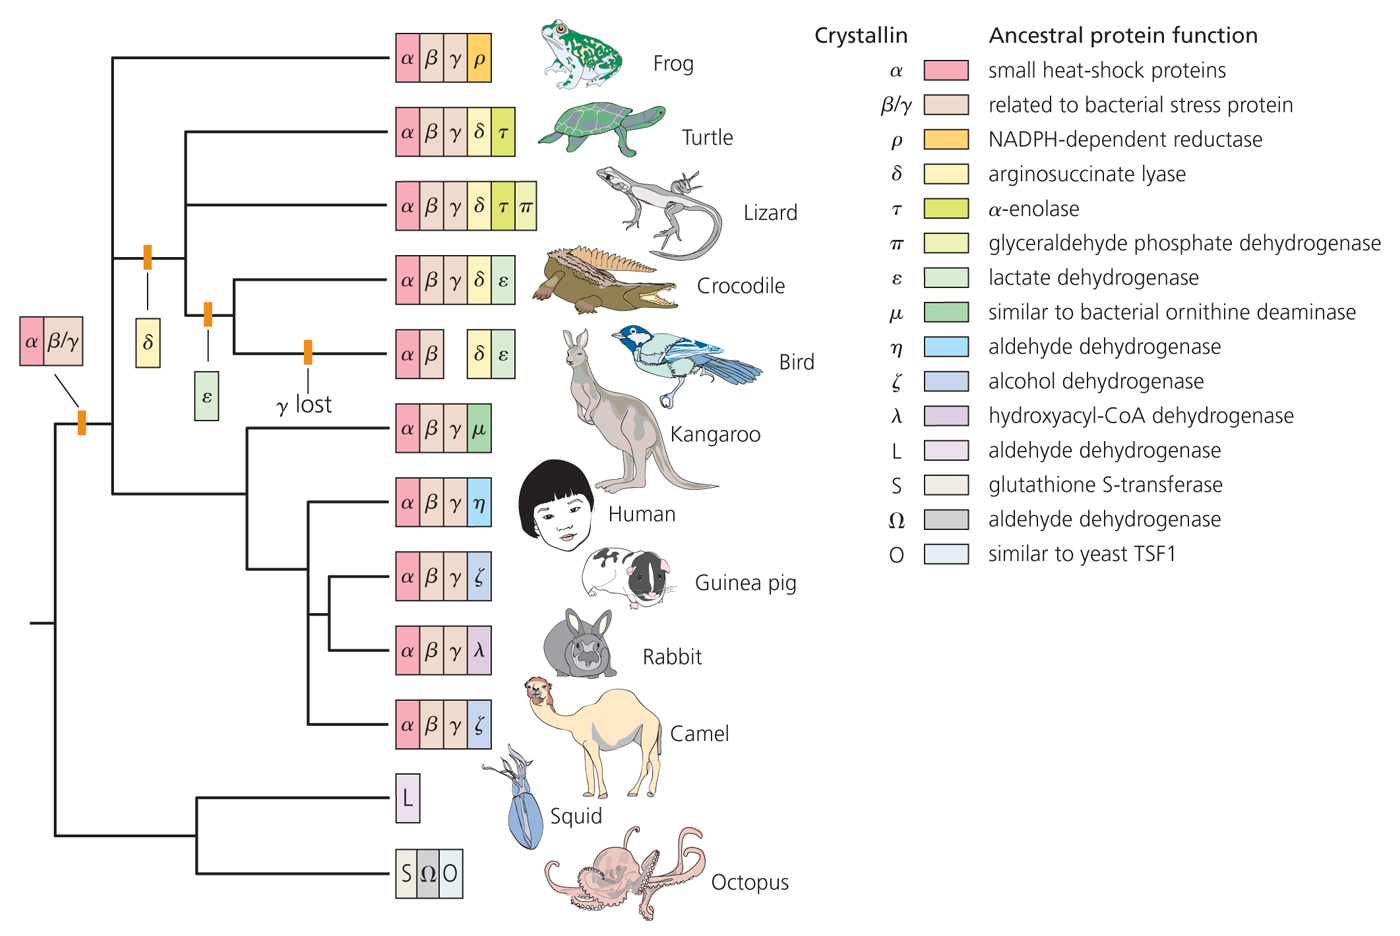 α β γ ρ Frog
α β γ δ τ Turtle
α β γ δ τ π Lizard
α β γ δ ε Crocodile
α β/γ
δ
ε
γ lost
α β δ ε Bird
α β γ μ Kangaroo
α β γ η Human
α β γ ζ Guinea pig
α β γ λ Rabbit
α β γ ζ Camel
L Squid
S Ω O Octopus
Crystallin Ancestral protein function
α small heat-shock proteins
β/γ related to bacterial stress protein
ρ NADPH-dependent reductase
δ arginosuccinate lyase
τ α-enolase
π glyceraldehyde phosphate dehydrogenase
ε lactate dehydrogenase
μ similar to bacterial ornithine deaminase
η aldehyde dehydrogenase
ζ alcohol dehydrogenase
λ hydroxyacyl-CoA dehydrogenase
L aldehyde dehydrogenase
S glutathione S-transferase
Ω aldehyde dehydrogenase
O similar to yeast TSF1